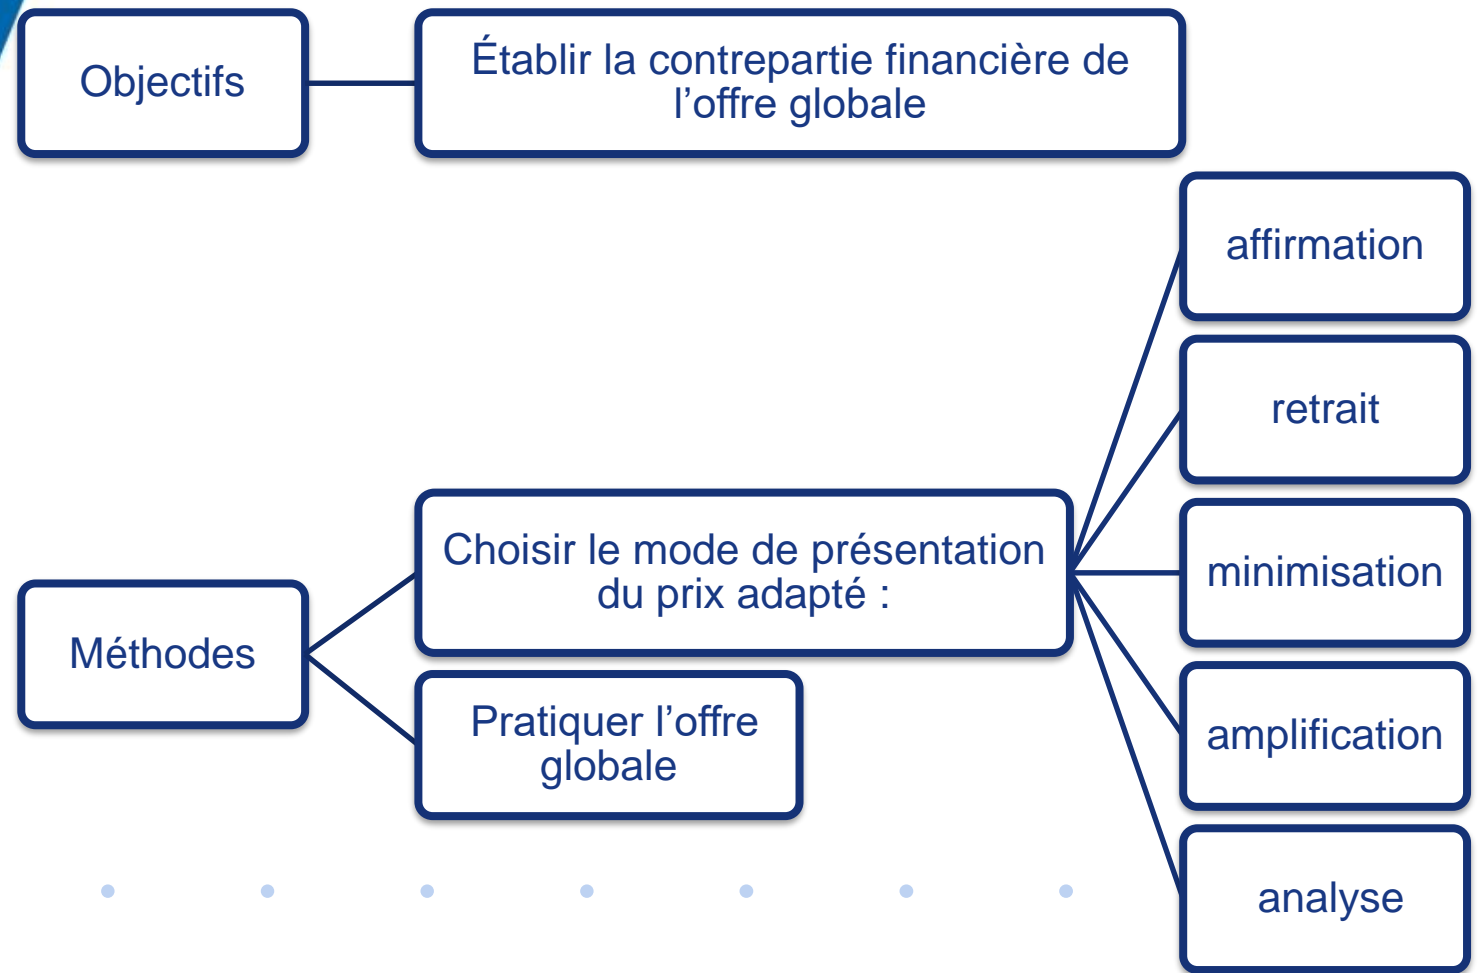 Objectifs
Établir la contrepartie financière de
l’offre globale
Méthodes
Choisir le mode de présentation
du prix adapté :
affirmation
retrait
minimisation
amplification
analyse
Pratiquer l’offre
globale